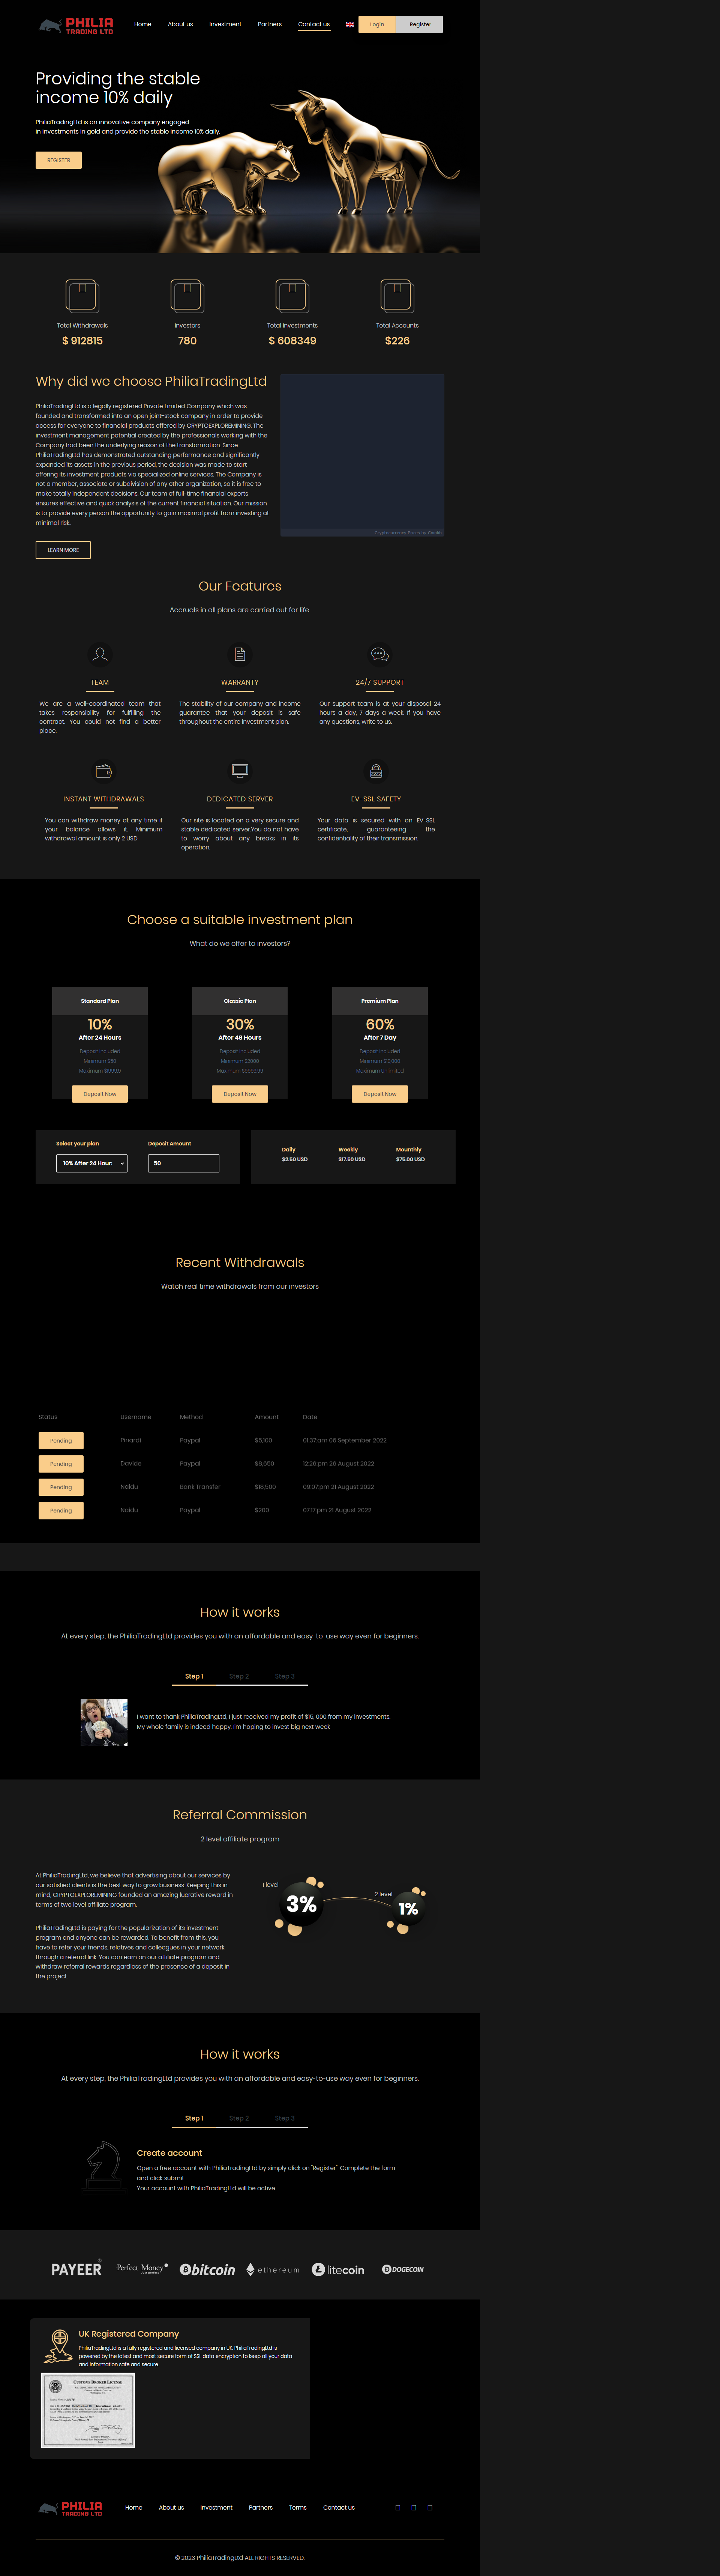 PHILIA
TRADING LTD
Home
About us
Investment
Partners
Contact us
Login
Register
Providing the stable
income 10% daily
PhiliaTradingLtd is an innovative company engaged
in investments in gold and provide the stable income 10% daily.
REGISTER
Total Withdrawals
Investors
Total Investments
Total Accounts
$ 912815
780
$ 608349
$226
Why did we choose PhiliaTradingLtd
PhiliaTradingLtd is a legally registered Private Limited Company which was
founded and transformed into an open joint-stock company in order to provide
access for everyone to financial products offered by CRYPTOEXPLOREMINING. The
investment management potential created by the professionals working with the
Company had been the underlying reason of the transformation. Since
PhiliaTradingLtd has demonstrated outstanding performance and significantly
expanded its assets in the previous period, the decision was made to start
offering its investment products via specialized online services. The Company is
not a member, associate or subdivision of any other organization, so it is free to
make totally independent decisions. Our team of full-time financial experts
ensures effective and quick analysis of the current financial situation. Our mission
is to provide every person the opportunity to gain maximal profit from investing at
minimal risk..
LEARN MORE
Our Features
Accruals in all plans are carried out for life.
TEAM
We are a well-coordinated team that
takes responsibility for fulfilling the
contract. You could not find a better
place.
WARRANTY
The stability of our company and income
guarantee that your deposit is safe
throughout the entire investment plan.
24/7 SUPPORT
Our support team is at your disposal 24
hours a day, 7 days a week. If you have
any questions, write to us.
INSTANT WITHDRAWALS
You can withdraw money at any time if
your balance allows it. Minimum
withdrawal amount is only 2 USD
DEDICATED SERVER
Our site is located on a very secure and
stable dedicated server.You do not have
to worry about any breaks in its
operation.
EV-SSL SAFETY
Your data is secured with an EV-SSL
certificate, guaranteeing the
confidentiality of their transmission.
Choose a suitable investment plan
What do we offer to investors?
Standard Plan
10%
After 24 Hours
Deposit Included
Minimum $50
Maximum $19999
Deposit Now
Classic Plan
30%
After 48 Hours
Deposit Included
Minimum $2000
Deposit Now
Premium Plan
60%
After 7 Day
Deposit Included
Minimum $10,000
Maximum Unlimited
Deposit Now
Select your plan
10% After 24 Hour
Deposit Amount
50
Daily
$2.50 USD
Weekly
$17.50 USD
Mounthly
$75.00 USD
Recent Withdrawals
Watch real time withdrawals from our investors
Status Username Method Amount Date
Pending Pinardi Paypal $5,100 01:37:am 06 September 2022
Pending Davide Paypal $8,650 12:26:pm 26 August 2022
Pending Naidu Bank Transfer $18,500 09:07:pm 21 August 2022
Pending Naidu Paypal $200 07:17:pm 21 August 2022
How it works
At every step, the PhiliaTradingLtd provides you with an affordable and easy-to-use way even for beginners.
Step 1
Step 2
Step 3
I want to thank PhiliaTradingLtd, I just received my profit of $15, 000 from my investments.
My whole family is indeed happy. I'm hoping to invest big next week
Referral Commission
2 level affiliate program
At PhiliaTradingLtd, we believe that advertising about our services by
our satisfied clients is the best way to grow business. Keeping this in
mind, CRYPTOEXPLOREMINING founded an amazing lucrative reward in
terms of two level affiliate program.
PhiliaTradingLtd is paying for the popularization of its investment
program and anyone can be rewarded. To benefit from this, you
have to refer your friends, relatives and colleagues in your network
through a referral link. You can earn on our affiliate program and
withdraw referral rewards regardless of the presence of a deposit in
the project.
1 level
3%
2 level
1%
How it works
At every step, the PhiliaTradingLtd provides you with an affordable and easy-to-use way even for beginners.
Step 1
Step 2
Step 3
Create account
Open a free account with PhiliaTradingLtd by simply click on "Register". Complete the form
and click submit.
Your account with PhiliaTradingLtd will be active.
PAYEER®
Perfect Money
bitcoin
ethereum
litecoin
DOGECOIN
UK Registered Company
PhiliaTradingLtd is a fully registered and licensed company in UK. PhiliaTradingLtd is
powered by the latest and most secure form of SSL data encryption to keep all your data
and information safe and secure.
CUSTOMS BROKER LICENSE
PHILIA
TRADING LTD
Home
About us
Investment
Partners
Terms
Contact us
© 2023 PhiliaTradingLtd ALL RIGHTS RESERVED.